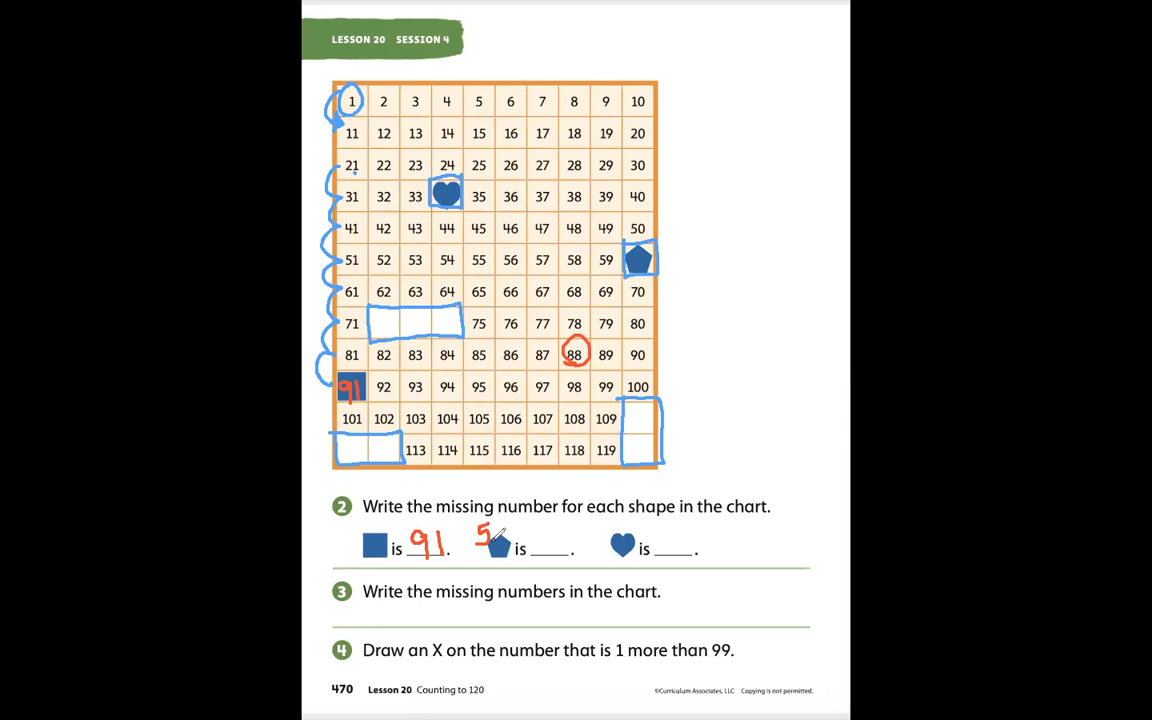 LESSON 20 SESSION 4
1 2 3 4 5 6 7 8 9 10
11 12 13 14 15 16 17 18 19 20
21 22 23 24 25 26 27 28 29 30
31 32 33 35 36 37 38 39 40
41 42 43 44 45 46 47 48 49 50
51 52 53 54 55 56 57 58 59
61 62 63 64 65 66 67 68 69 70
71 75 76 77 78 79 80
81 82 83 84 85 86 87 88 89 90
91 92 93 94 95 96 97 98 99 100
101 102 103 104 105 106 107 108 109
113 114 115 116 117 118 119
2 Write the missing number for each shape in the chart.
is 91. 5 is ____. is ____.
3 Write the missing numbers in the chart.
4 Draw an X on the number that is 1 more than 99.
470 Lesson 20 Counting to 120 ©Curriculum Associates, LLC Copying is not permitted.